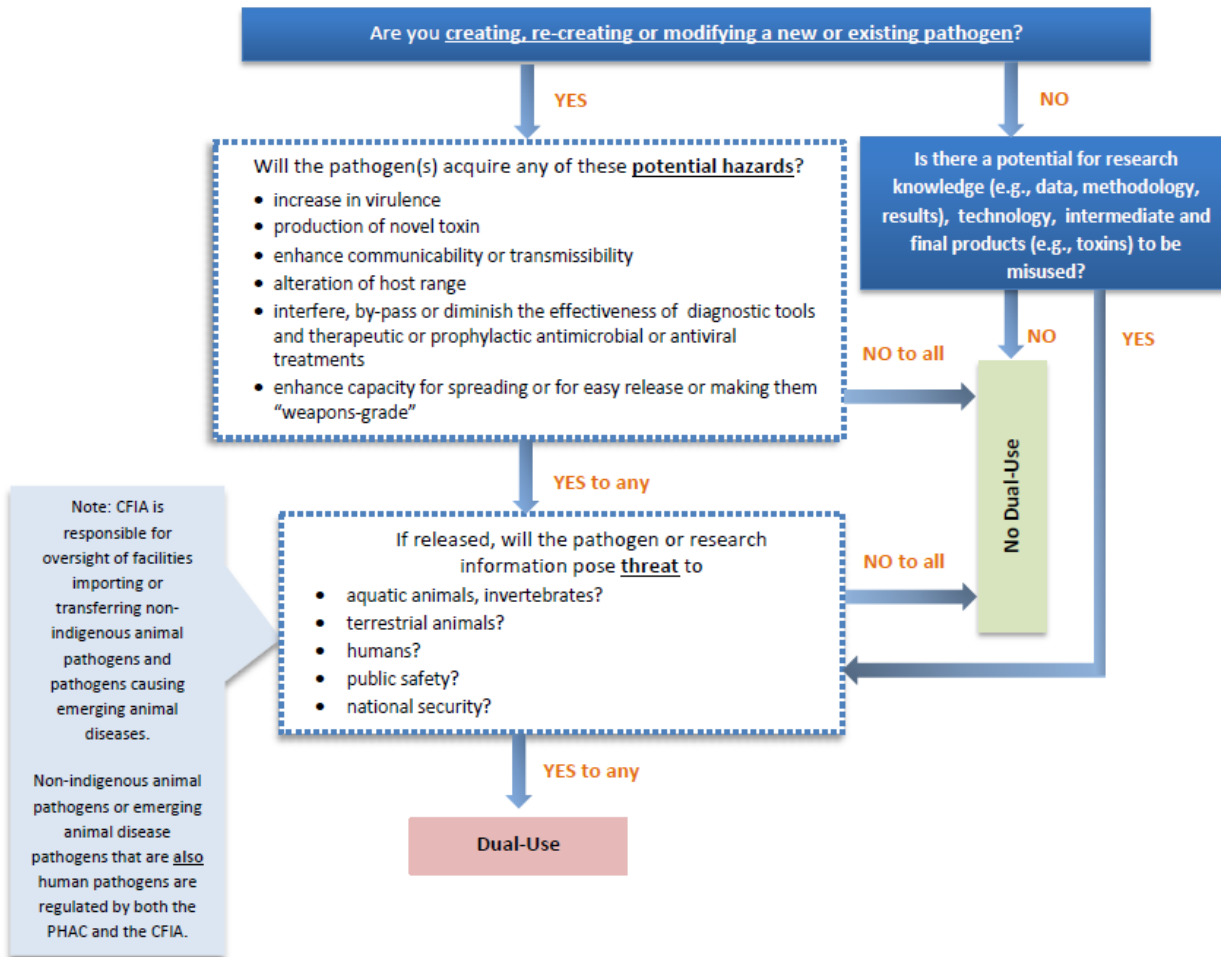 Are you creating, re-creating or modifying a new or existing pathogen?
YES
NO
Will the pathogen(s) acquire any of these potential hazards?
• increase in virulence
• production of novel toxin
• enhance communicability or transmissibility
• alteration of host range
• interfere, by-pass or diminish the effectiveness of diagnostic tools
and therapeutic or prophylactic antimicrobial or antiviral
treatments
• enhance capacity for spreading or for easy release or making them
“weapons-grade”
Is there a potential for research
knowledge (e.g., data, methodology,
results), technology, intermediate and
final products (e.g., toxins) to be
misused?
NO
YES
NO to all
No Dual-Use
YES to any
Note: CFIA is
responsible for
oversight of facilities
importing or
transferring non-
indigenous animal
pathogens and
pathogens causing
emerging animal
diseases.
Non-indigenous animal
pathogens or emerging
animal disease
pathogens that are also
human pathogens are
regulated by both the
PHAC and the CFIA.
If released, will the pathogen or research
information pose threat to
• aquatic animals, invertebrates?
• terrestrial animals?
• humans?
• public safety?
• national security?
NO to all
YES to any
Dual-Use